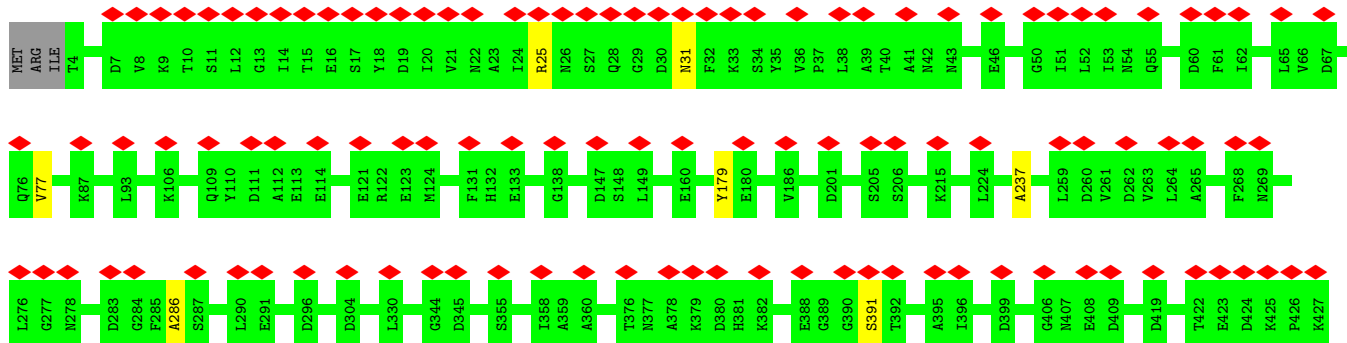 MET ARG ILE T4 D7 V8 K9 T10 S11 L12 G13 I14 T15 E16 S17 Y18 D19 I20 V21 N22 A23 I24 R25 N26 S27 Q28 G29 D30 N31 F32 K33 S34 Y35 V36 P37 L38 A39 T40 A41 N42 N43 E46 G50 I51 L52 I53 N54 Q55 D60 F61 I62 L65 V66 D67
Q76 V77 K87 L93 K106 Q109 Y110 D111 A112 E113 E114 E121 R122 E123 M124 F131 H132 E133 G138 D147 S148 L149 E160 Y179 E180 V186 D201 S205 S206 K215 L224 A237 L259 D260 V261 D262 V263 L264 A265 F268 N269
L276 G277 N278 D283 G284 F285 A286 S287 L290 E291 D296 D304 L330 G344 D345 S355 I358 A359 A360 T376 N377 A378 K379 D380 H381 K382 E388 G389 G390 S391 T392 A395 I396 D399 G406 N407 E408 D409 D419 T422 E423 D424 K425 P426 K427